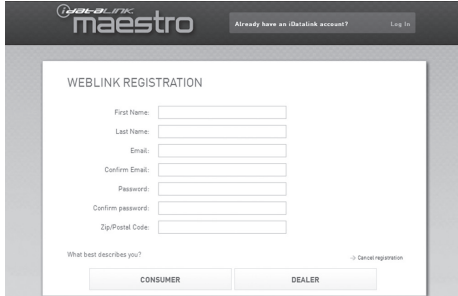 iDatalink
maestro
Already have an iDatalink account?
Log In
WEBLINK REGISTRATION
First Name:
Last Name:
Email:
Confirm Email:
Password:
Confirm password:
Zip/Postal Code:
What best describes you?
-> Cancel registration
CONSUMER
DEALER